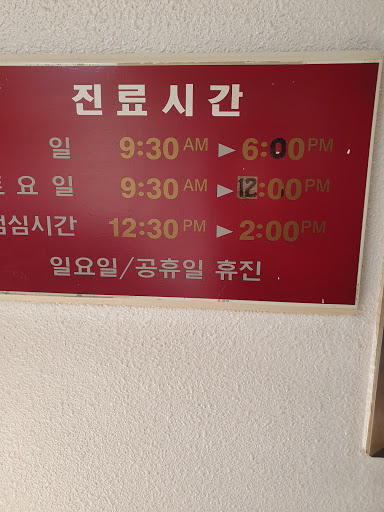 진료시간
일 9:30 AM ▶ 6:00 PM
토요일 9:30 AM ▶ 12:00 PM
점심시간 12:30 PM ▶ 2:00 PM
일요일/공휴일 휴진